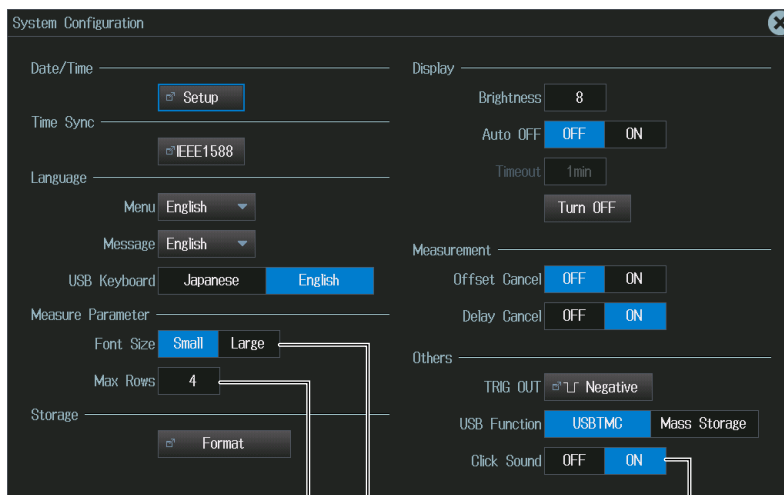 System Configuration
Date/Time
Setup
Time Sync
IEEE1588
Language
Menu English
Message English
USB Keyboard Japanese English
Measure Parameter
Font Size Small Large
Max Rows 4
Storage
Format
Display
Brightness 8
Auto OFF OFF ON
Timeout 1min
Turn OFF
Measurement
Offset Cancel OFF ON
Delay Cancel OFF ON
Others
TRIG OUT Negative
USB Function USBTMC Mass Storage
Click Sound OFF ON